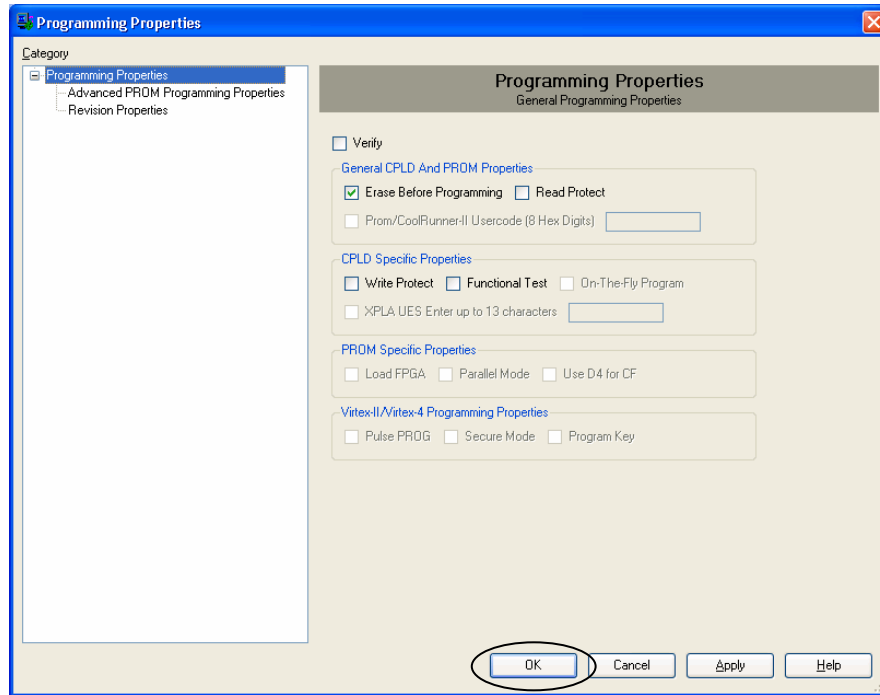 Programming Properties
Category
Programming Properties
Advanced PROM Programming Properties
Revision Properties
Programming Properties
General Programming Properties
Verify
General CPLD And PROM Properties
Erase Before Programming Read Protect
Prom/CoolRunner-II Usercode (8 Hex Digits)
CPLD Specific Properties
Write Protect Functional Test On-The-Fly Program
XPLA UES Enter up to 13 characters
PROM Specific Properties
Load FPGA Parallel Mode Use D4 for CF
Virtex-II/Virtex-4 Programming Properties
Pulse PROG Secure Mode Program Key
OK Cancel Apply Help